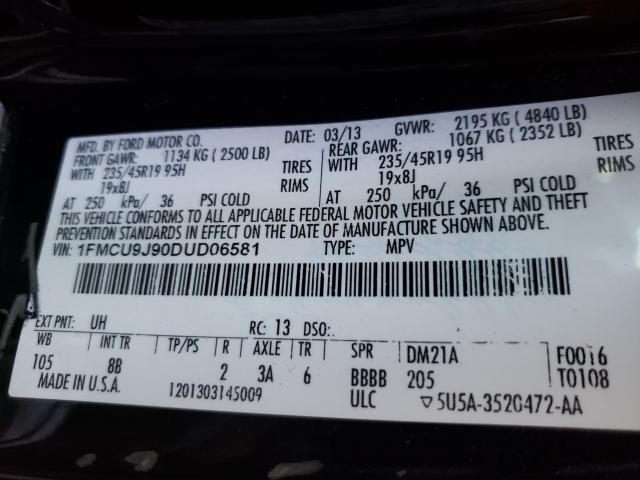 MFD. BY FORD MOTOR CO. DATE: 03/13 GVWR: 2195 KG ( 4840 LB)
FRONT GAWR: 1134 KG ( 2500 LB) REAR GAWR: 1067 KG ( 2352 LB)
WITH 235/45R19 95H TIRES WITH 235/45R19 95H TIRES
19x8J RIMS 19x8J RIMS
AT 250 kPa/ 36 PSI COLD AT 250 kPa/ 36 PSI COLD
THIS VEHICLE CONFORMS TO ALL APPLICABLE FEDERAL MOTOR VEHICLE SAFETY AND THEFT
PREVENTION STANDARDS IN EFFECT ON THE DATE OF MANUFACTURE SHOWN ABOVE.
VIN: 1FMCU9J90DUD06581 TYPE: MPV
EXT PNT: UH RC: 13 DSO:
WB INT TR TP/PS R AXLE TR SPR DM21A F0016
105 8B 2 3A 6 BBBB 205 T0108
MADE IN U.S.A. 1201303145009 ULC ▽5U5A-3520472-AA